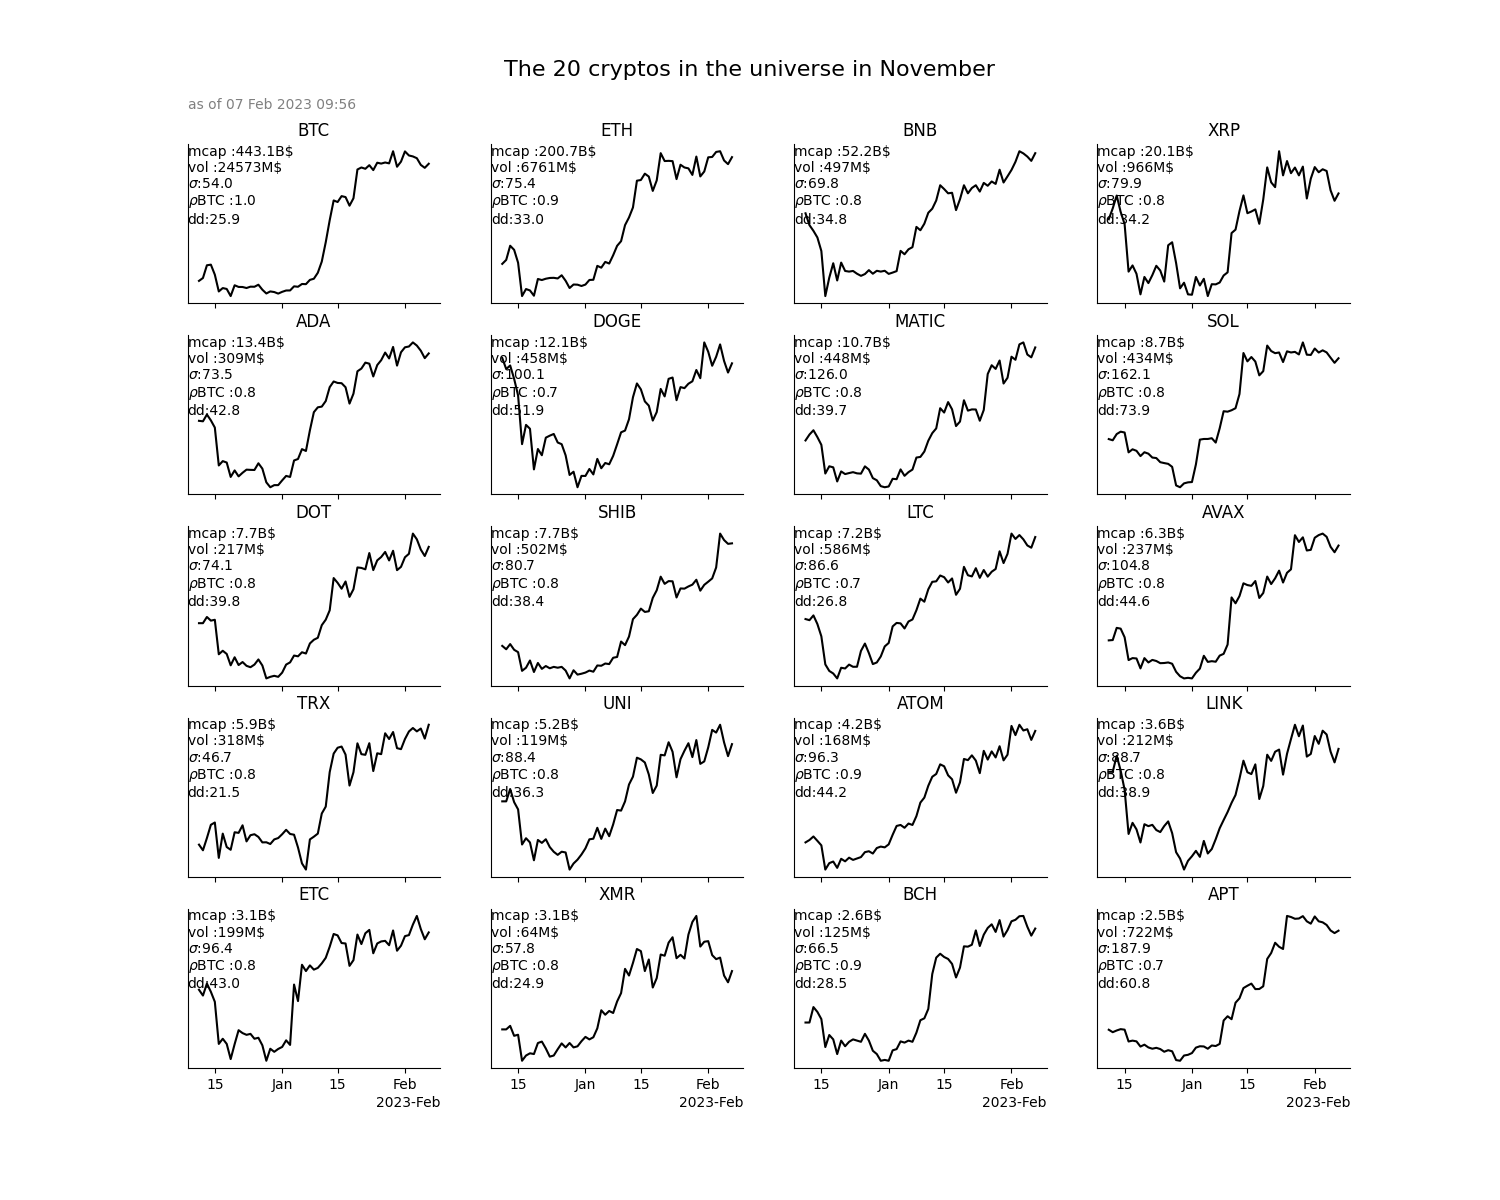 The 20 cryptos in the universe in November
as of 07 Feb 2023 09:56
BTC
mcap :443.1B$
vol :24573M$
σ:54.0
ρBTC :1.0
dd:25.9
ETH
mcap :200.7B$
vol :6761M$
σ:75.4
ρBTC :0.9
dd:33.0
BNB
mcap :52.2B$
vol :497M$
σ:69.8
ρBTC :0.8
dd:34.8
XRP
mcap :20.1B$
vol :966M$
σ:79.9
ρBTC :0.8
dd:34.2
ADA
mcap :13.4B$
vol :309M$
σ:73.5
ρBTC :0.8
dd:42.8
DOGE
mcap :12.1B$
vol :458M$
σ:100.1
ρBTC :0.7
dd:51.9
MATIC
mcap :10.7B$
vol :448M$
σ:126.0
ρBTC :0.8
dd:39.7
SOL
mcap :8.7B$
vol :434M$
σ:162.1
ρBTC :0.8
dd:73.9
DOT
mcap :7.7B$
vol :217M$
σ:74.1
ρBTC :0.8
dd:39.8
SHIB
mcap :7.7B$
vol :502M$
σ:80.7
ρBTC :0.8
dd:38.4
LTC
mcap :7.2B$
vol :586M$
σ:86.6
ρBTC :0.7
dd:26.8
AVAX
mcap :6.3B$
vol :237M$
σ:104.8
ρBTC :0.8
dd:44.6
TRX
mcap :5.9B$
vol :318M$
σ:46.7
ρBTC :0.8
dd:21.5
UNI
mcap :5.2B$
vol :119M$
σ:88.4
ρBTC :0.8
dd:36.3
ATOM
mcap :4.2B$
vol :168M$
σ:96.3
ρBTC :0.9
dd:44.2
LINK
mcap :3.6B$
vol :212M$
σ:88.7
ρBTC :0.8
dd:38.9
ETC
mcap :3.1B$
vol :199M$
σ:96.4
ρBTC :0.8
dd:43.0
XMR
mcap :3.1B$
vol :64M$
σ:57.8
ρBTC :0.8
dd:24.9
BCH
mcap :2.6B$
vol :125M$
σ:66.5
ρBTC :0.9
dd:28.5
APT
mcap :2.5B$
vol :722M$
σ:187.9
ρBTC :0.7
dd:60.8
15 Jan 15 Feb
2023-Feb
15 Jan 15 Feb
2023-Feb
15 Jan 15 Feb
2023-Feb
15 Jan 15 Feb
2023-Feb